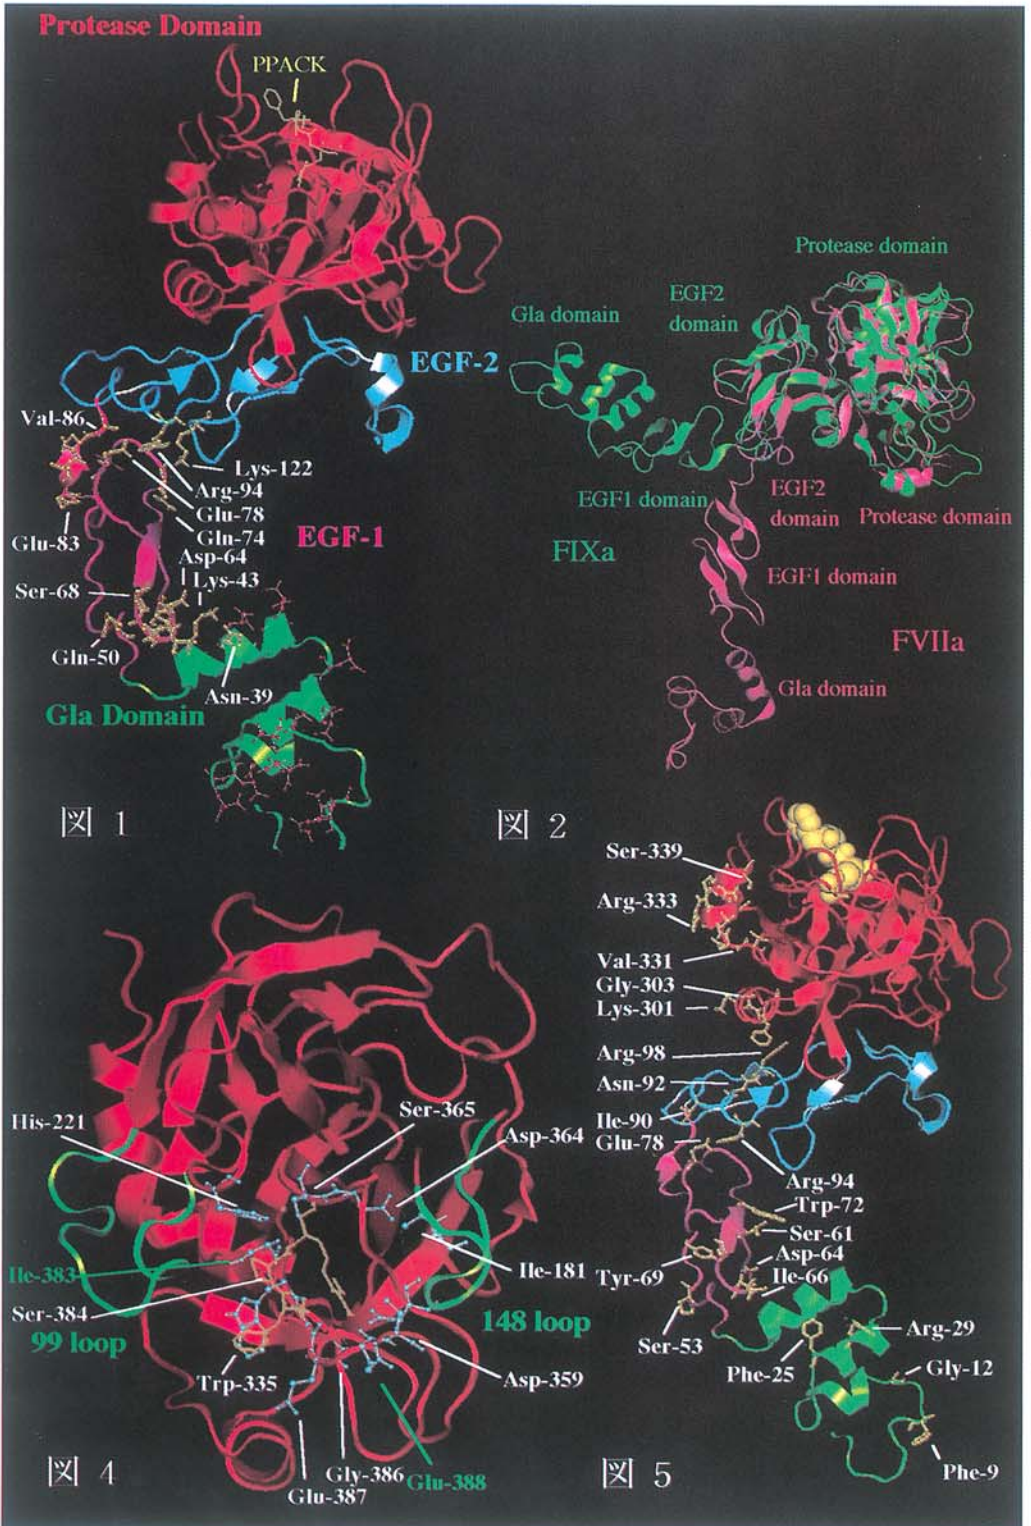 Protease Domain
PPACK
EGF-2
Val-86
Lys-122
Arg-94
Glu-78
Gln-74
Glu-83
EGF-1
Asp-64
Lys-43
Ser-68
Gln-50
Asn-39
Gla Domain
図 1
Protease domain
EGF2
domain
Gla domain
EGF1 domain
EGF2
domain
Protease domain
FIXa
EGF1 domain
FVIIa
Gla domain
図 2
His-221
Ser-365
Asp-364
Ile-383
Ile-181
Ser-384
99 loop
148 loop
Trp-335
Asp-359
Gly-386
Glu-388
Glu-387
図 4
Ser-339
Arg-333
Val-331
Gly-303
Lys-301
Arg-98
Asn-92
Ile-90
Glu-78
Arg-94
Trp-72
Ser-61
Asp-64
Tyr-69
Ile-66
Ser-53
Arg-29
Phe-25
Gly-12
Phe-9
図 5